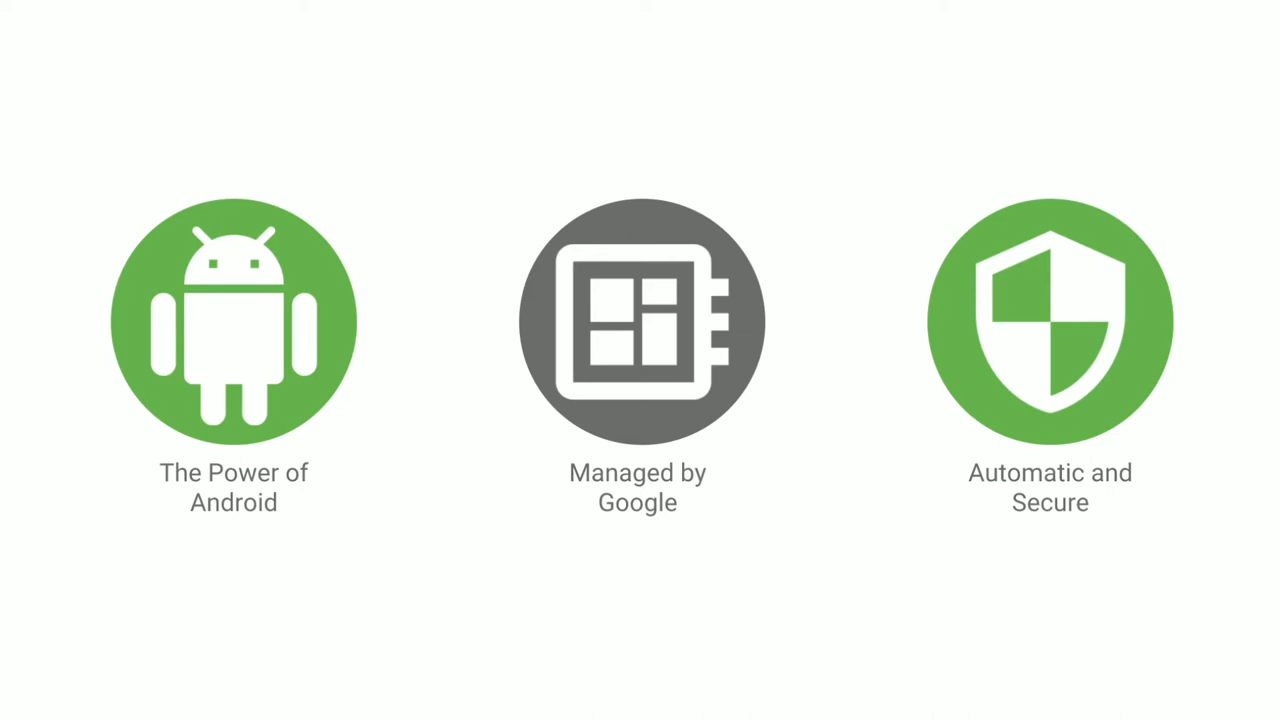 The Power of
Android
Managed by
Google
Automatic and
Secure